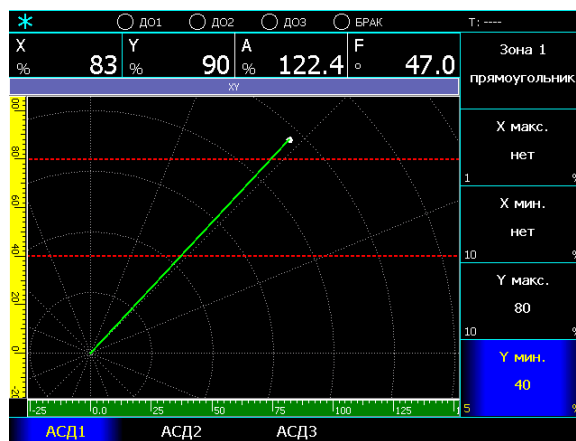 ДО1 ДО2 ДО3 БРАК T: ----
X % 83 Y % 90 A % 122.4 F ° 47.0
XY
Зона 1
прямоугольник
X макс.
нет
1 %
X мин.
нет
10 %
Y макс.
80
10 %
Y мин.
40
5 %
100
80
60
40
20
0.0
-20
-25 0.0 25 50 75 100 125
АСД1 АСД2 АСД3